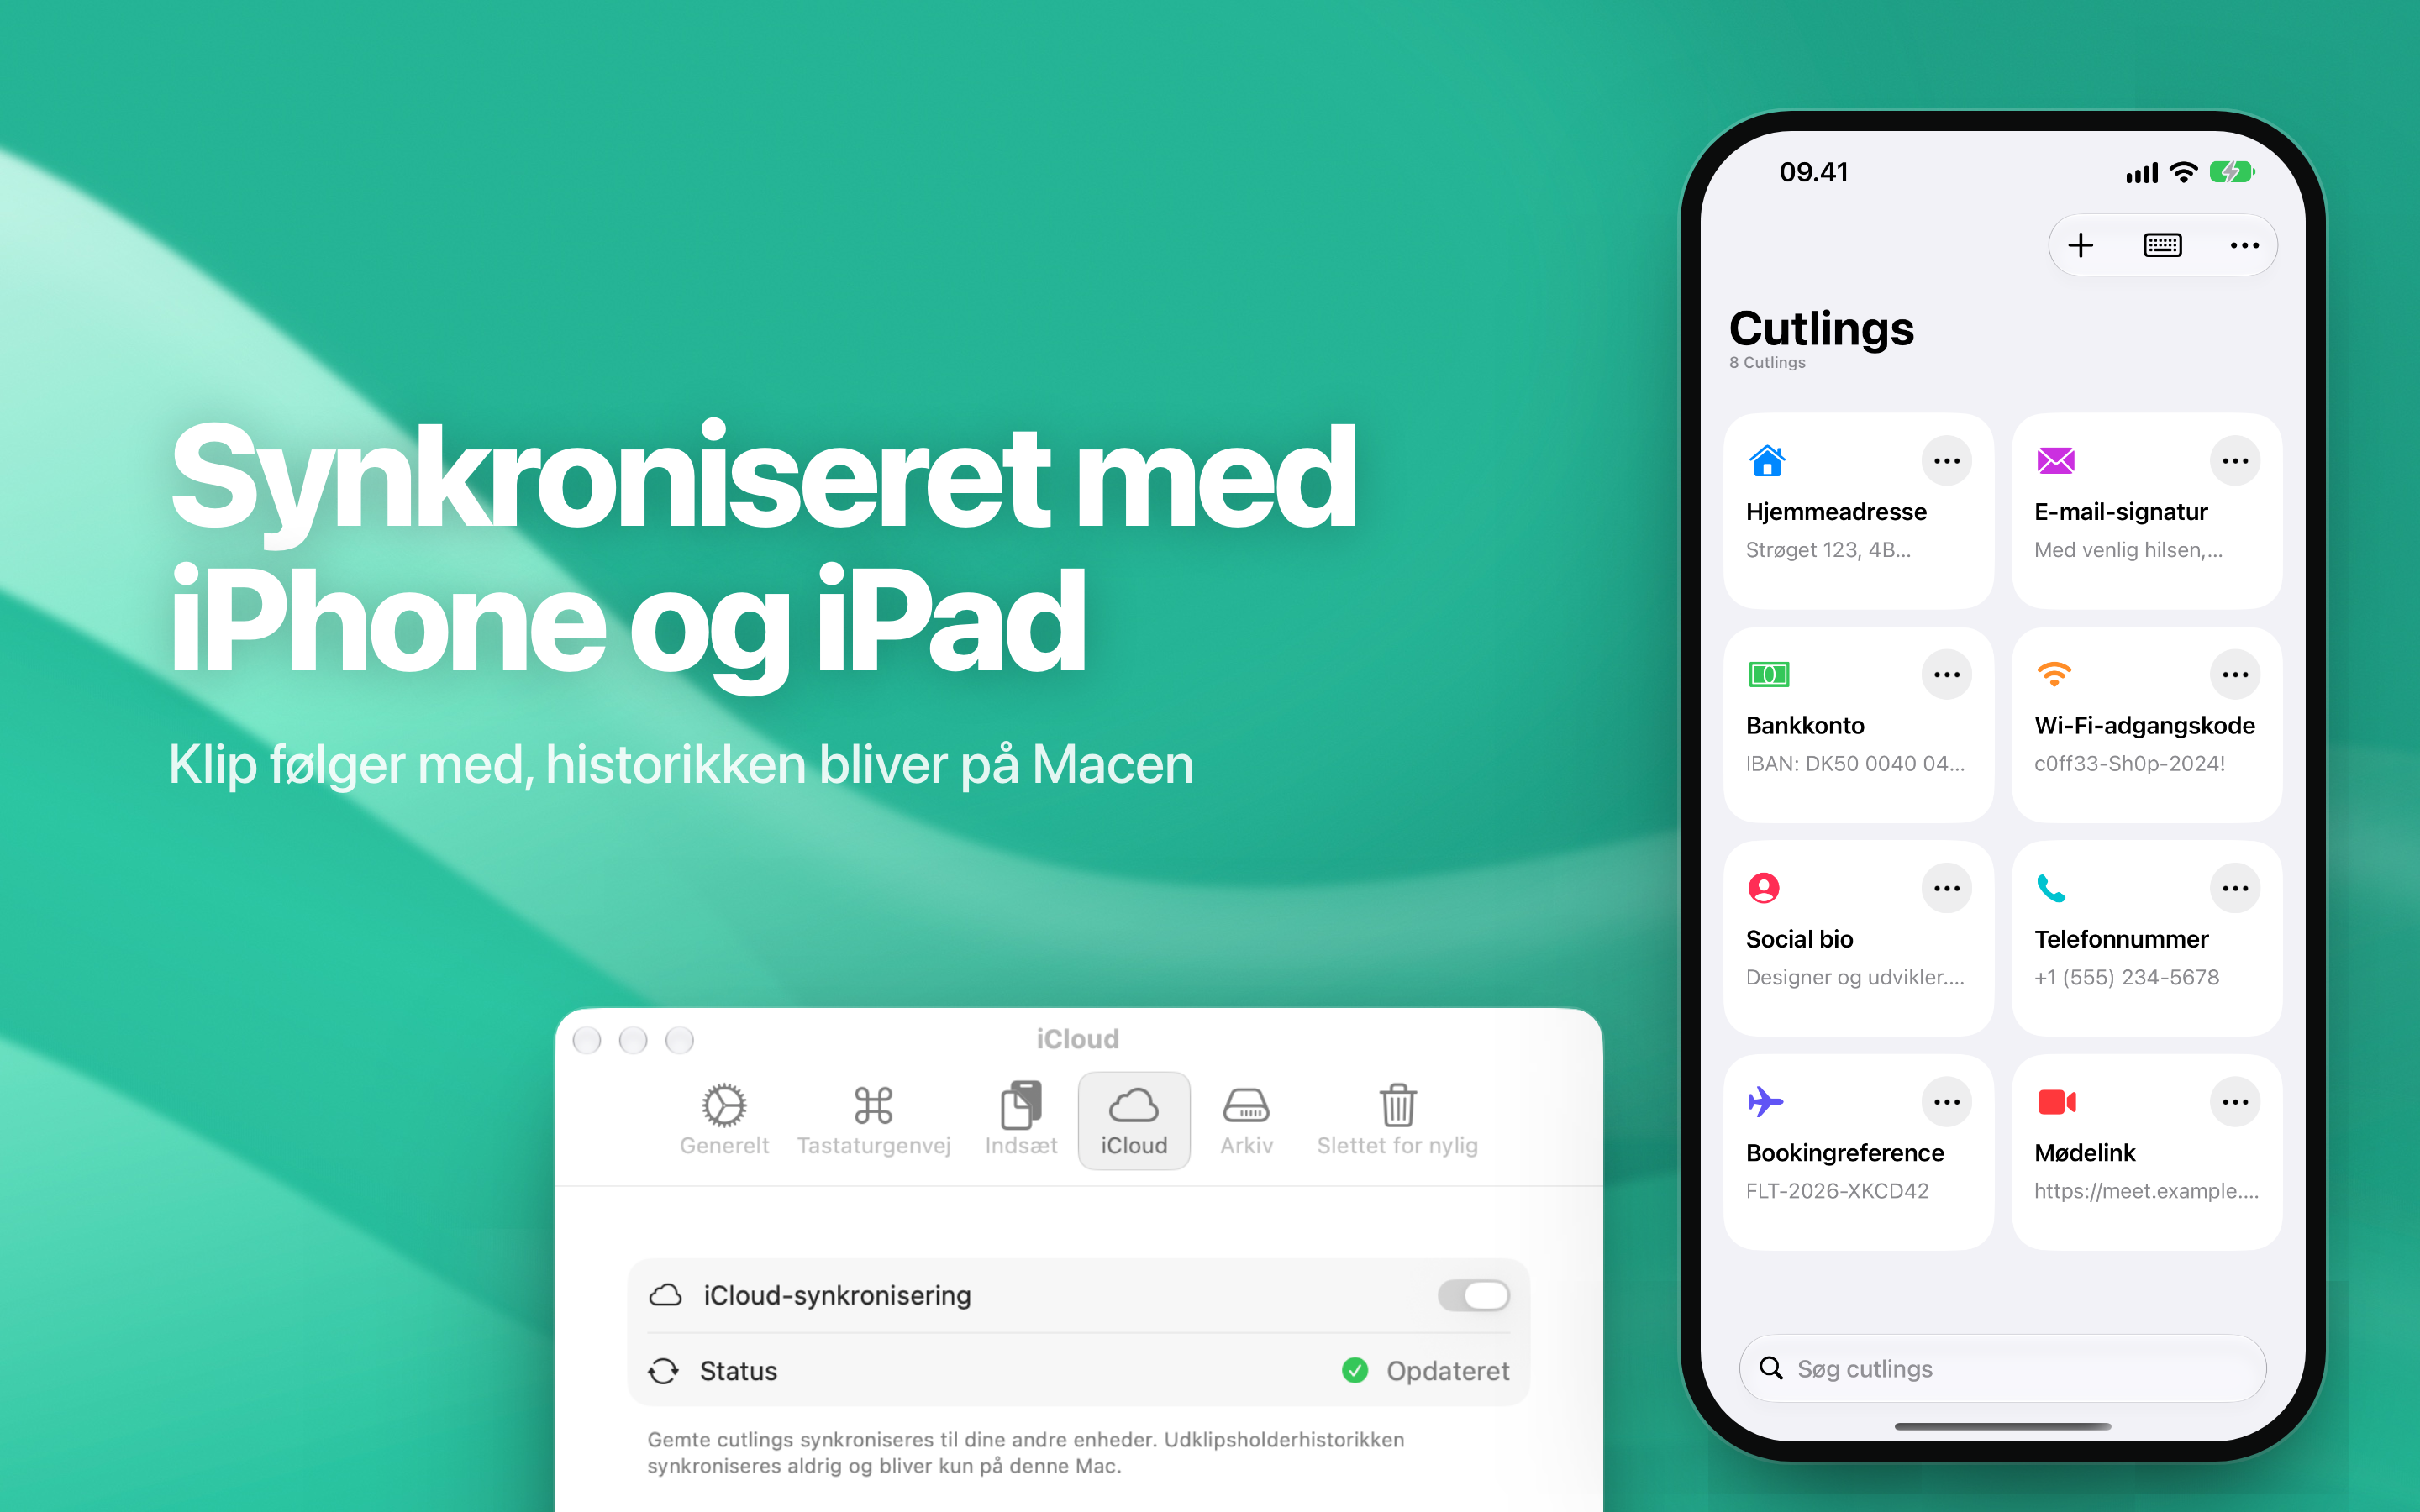 Synkroniseret med
iPhone og iPad
Klip følger med, historikken bliver på Macen
iCloud
Generelt
Tastaturgenvej
Indsæt
iCloud
Arkiv
Slettet for nylig
iCloud-synkronisering
Status
Opdateret
Gemte cutlings synkroniseres til dine andre enheder. Udklipsholderhistorikken
synkroniseres aldrig og bliver kun på denne Mac.
09.41
Cutlings
8 Cutlings
Hjemmeadresse
Strøget 123, 4B...
E-mail-signatur
Med venlig hilsen,...
Bankkonto
IBAN: DK50 0040 04...
Wi-Fi-adgangskode
c0ff33-Sh0p-2024!
Social bio
Designer og udvikler....
Telefonnummer
+1 (555) 234-5678
Bookingreference
FLT-2026-XKCD42
Mødelink
https://meet.example....
Søg cutlings